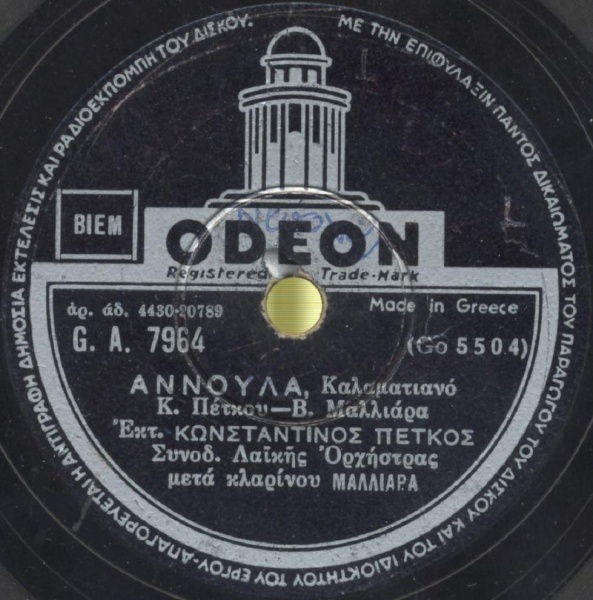 ΜΕ ΤΗΝ ΕΠΙΦΥΛΑΞΙΝ ΠΑΝΤΟΣ ΔΙΚΑΙΩΜΑΤΟΣ ΤΟΥ ΠΑΡΑΓΩΓΟΥ ΤΟΥ ΔΙΣΚΟΥ ΚΑΙ ΤΟΥ ΙΔΙΟΚΤΗΤΟΥ ΤΟΥ ΕΡΓΟΥ-ΑΠΑΓΟΡΕΥΕΤΑΙ Η ΑΝΤΙΓΡΑΦΗ ΔΗΜΟΣΙΑ ΕΚΤΕΛΕΣΙΣ ΚΑΙ ΡΑΔΙΟΕΚΠΟΜΠΗ ΤΟΥ ΔΙΣΚΟΥ.
BIEM
ODEON
Registered Trade-Mark
ἀρ. ἀδ. 4430-20789 Made in Greece
G. A. 7964 (Go 5504)
ΑΝΝΟΥΛΑ, Καλαματιανό
Κ. Πέτκου—Β. Μαλλιάρα
Ἐκτ. ΚΩΝΣΤΑΝΤΙΝΟΣ ΠΕΤΚΟΣ
Συνοδ. Λαϊκῆς Ὀρχήστρας
μετά κλαρίνου ΜΑΛΛΙΑΡΑ